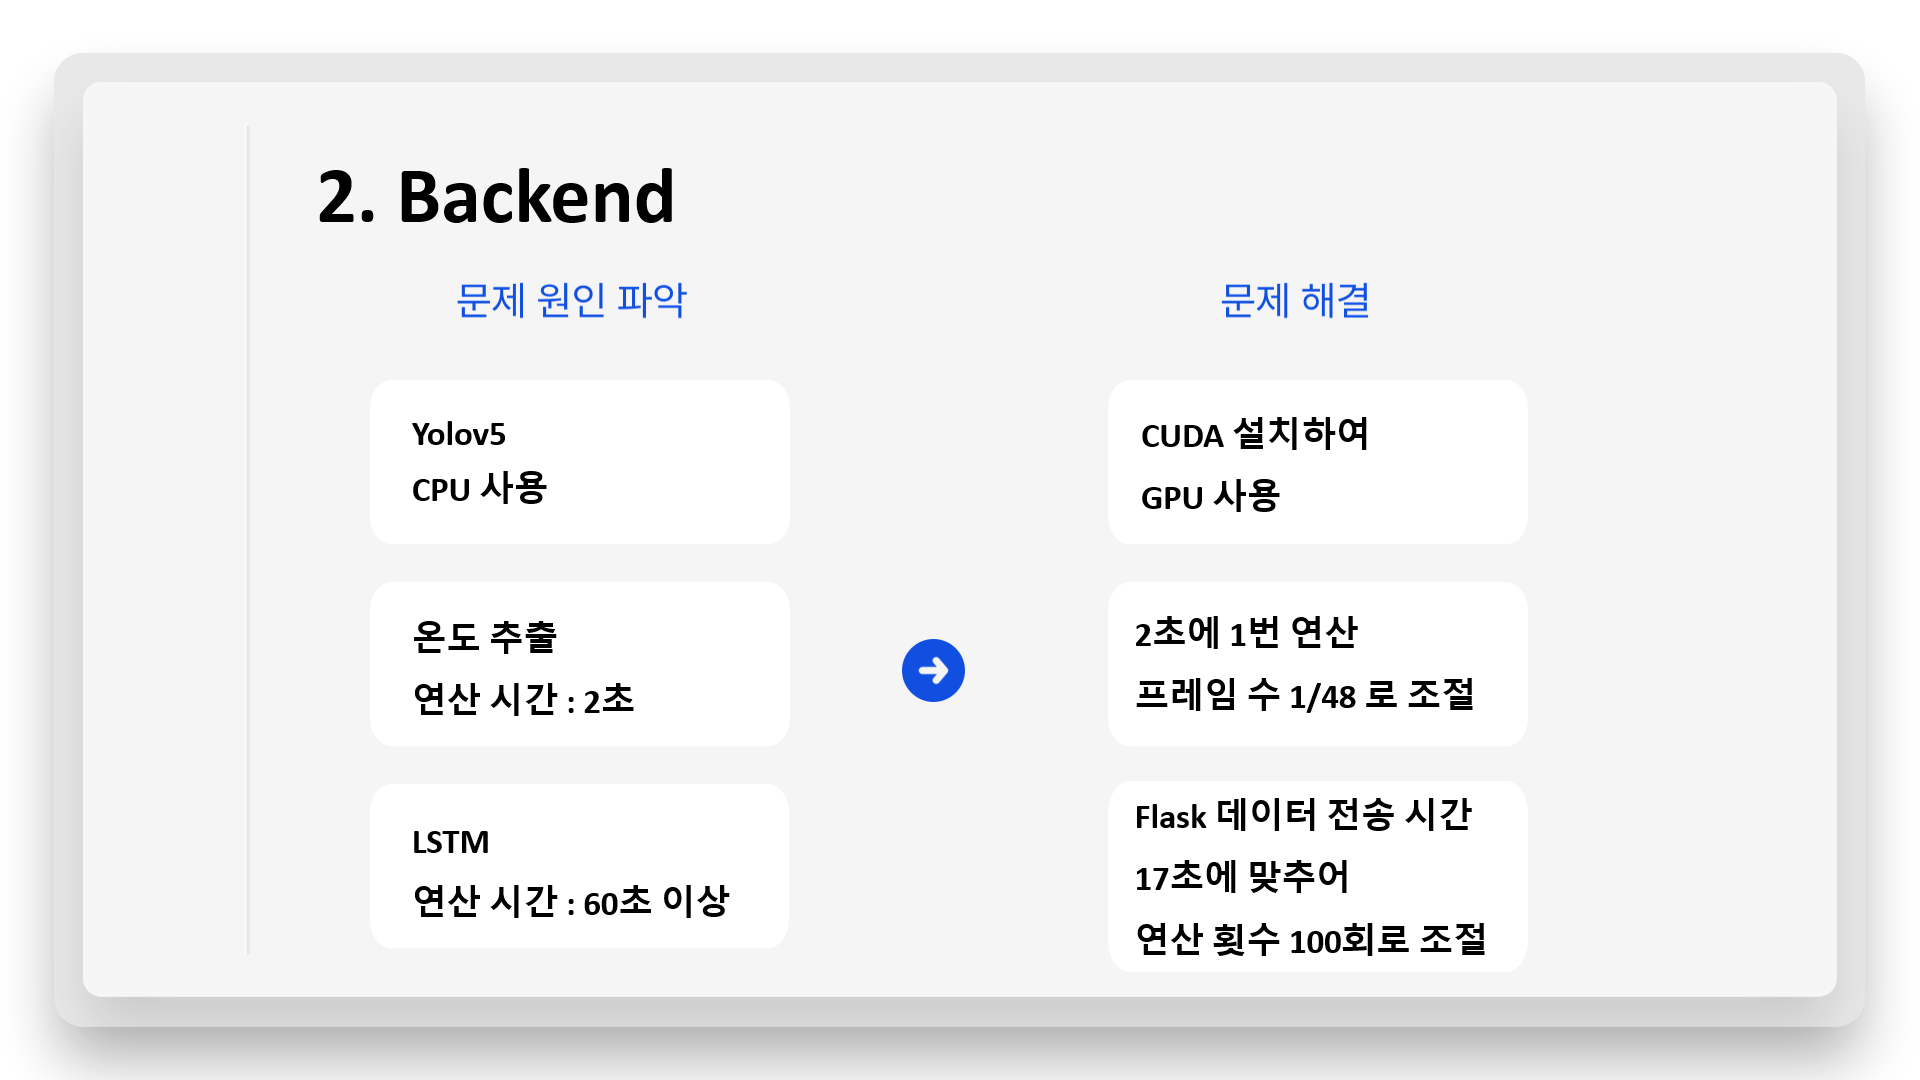 2. Backend
문제 원인 파악
문제 해결
Yolov5
CPU 사용
CUDA 설치하여
GPU 사용
온도 추출
연산 시간 : 2초
2초에 1번 연산
프레임 수 1/48 로 조절
LSTM
연산 시간 : 60초 이상
Flask 데이터 전송 시간
17초에 맞추어
연산 횟수 100회로 조절